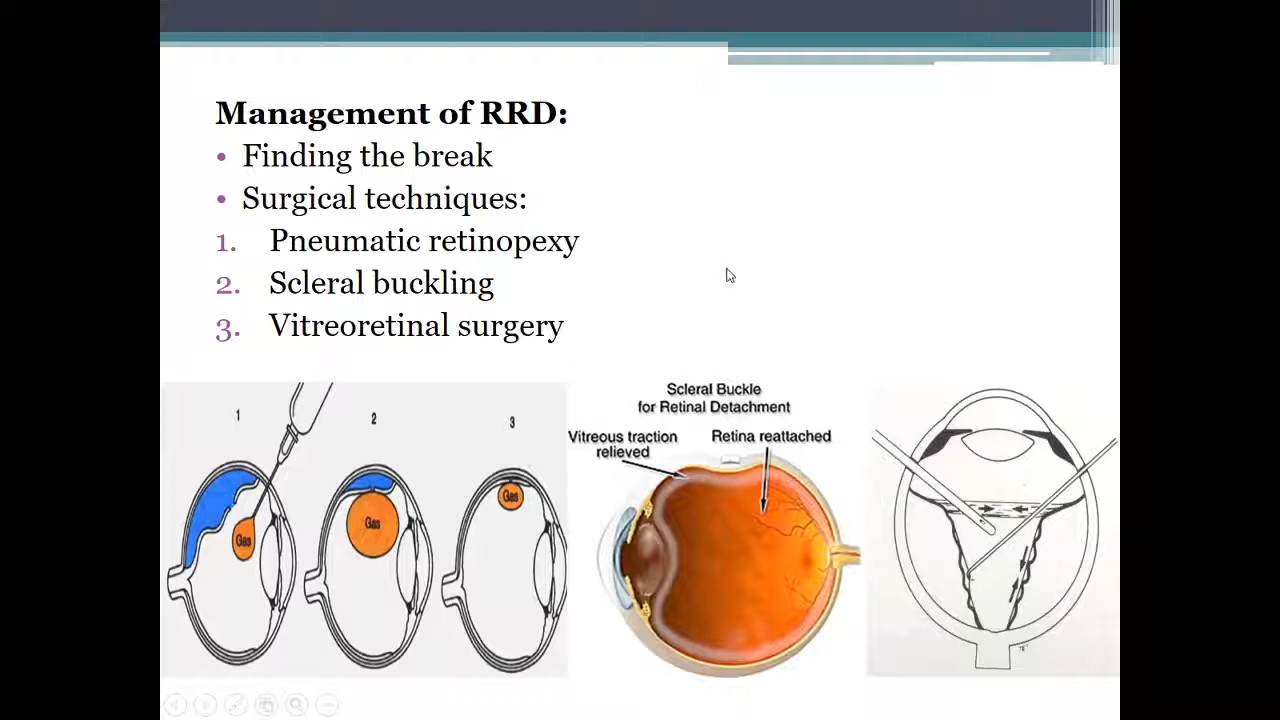 Management of RRD:
• Finding the break
• Surgical techniques:
1. Pneumatic retinopexy
2. Scleral buckling
3. Vitreoretinal surgery
1
2
3
Gas
Gas
Gas
Scleral Buckle
for Retinal Detachment
Vitreous traction
relieved
Retina reattached